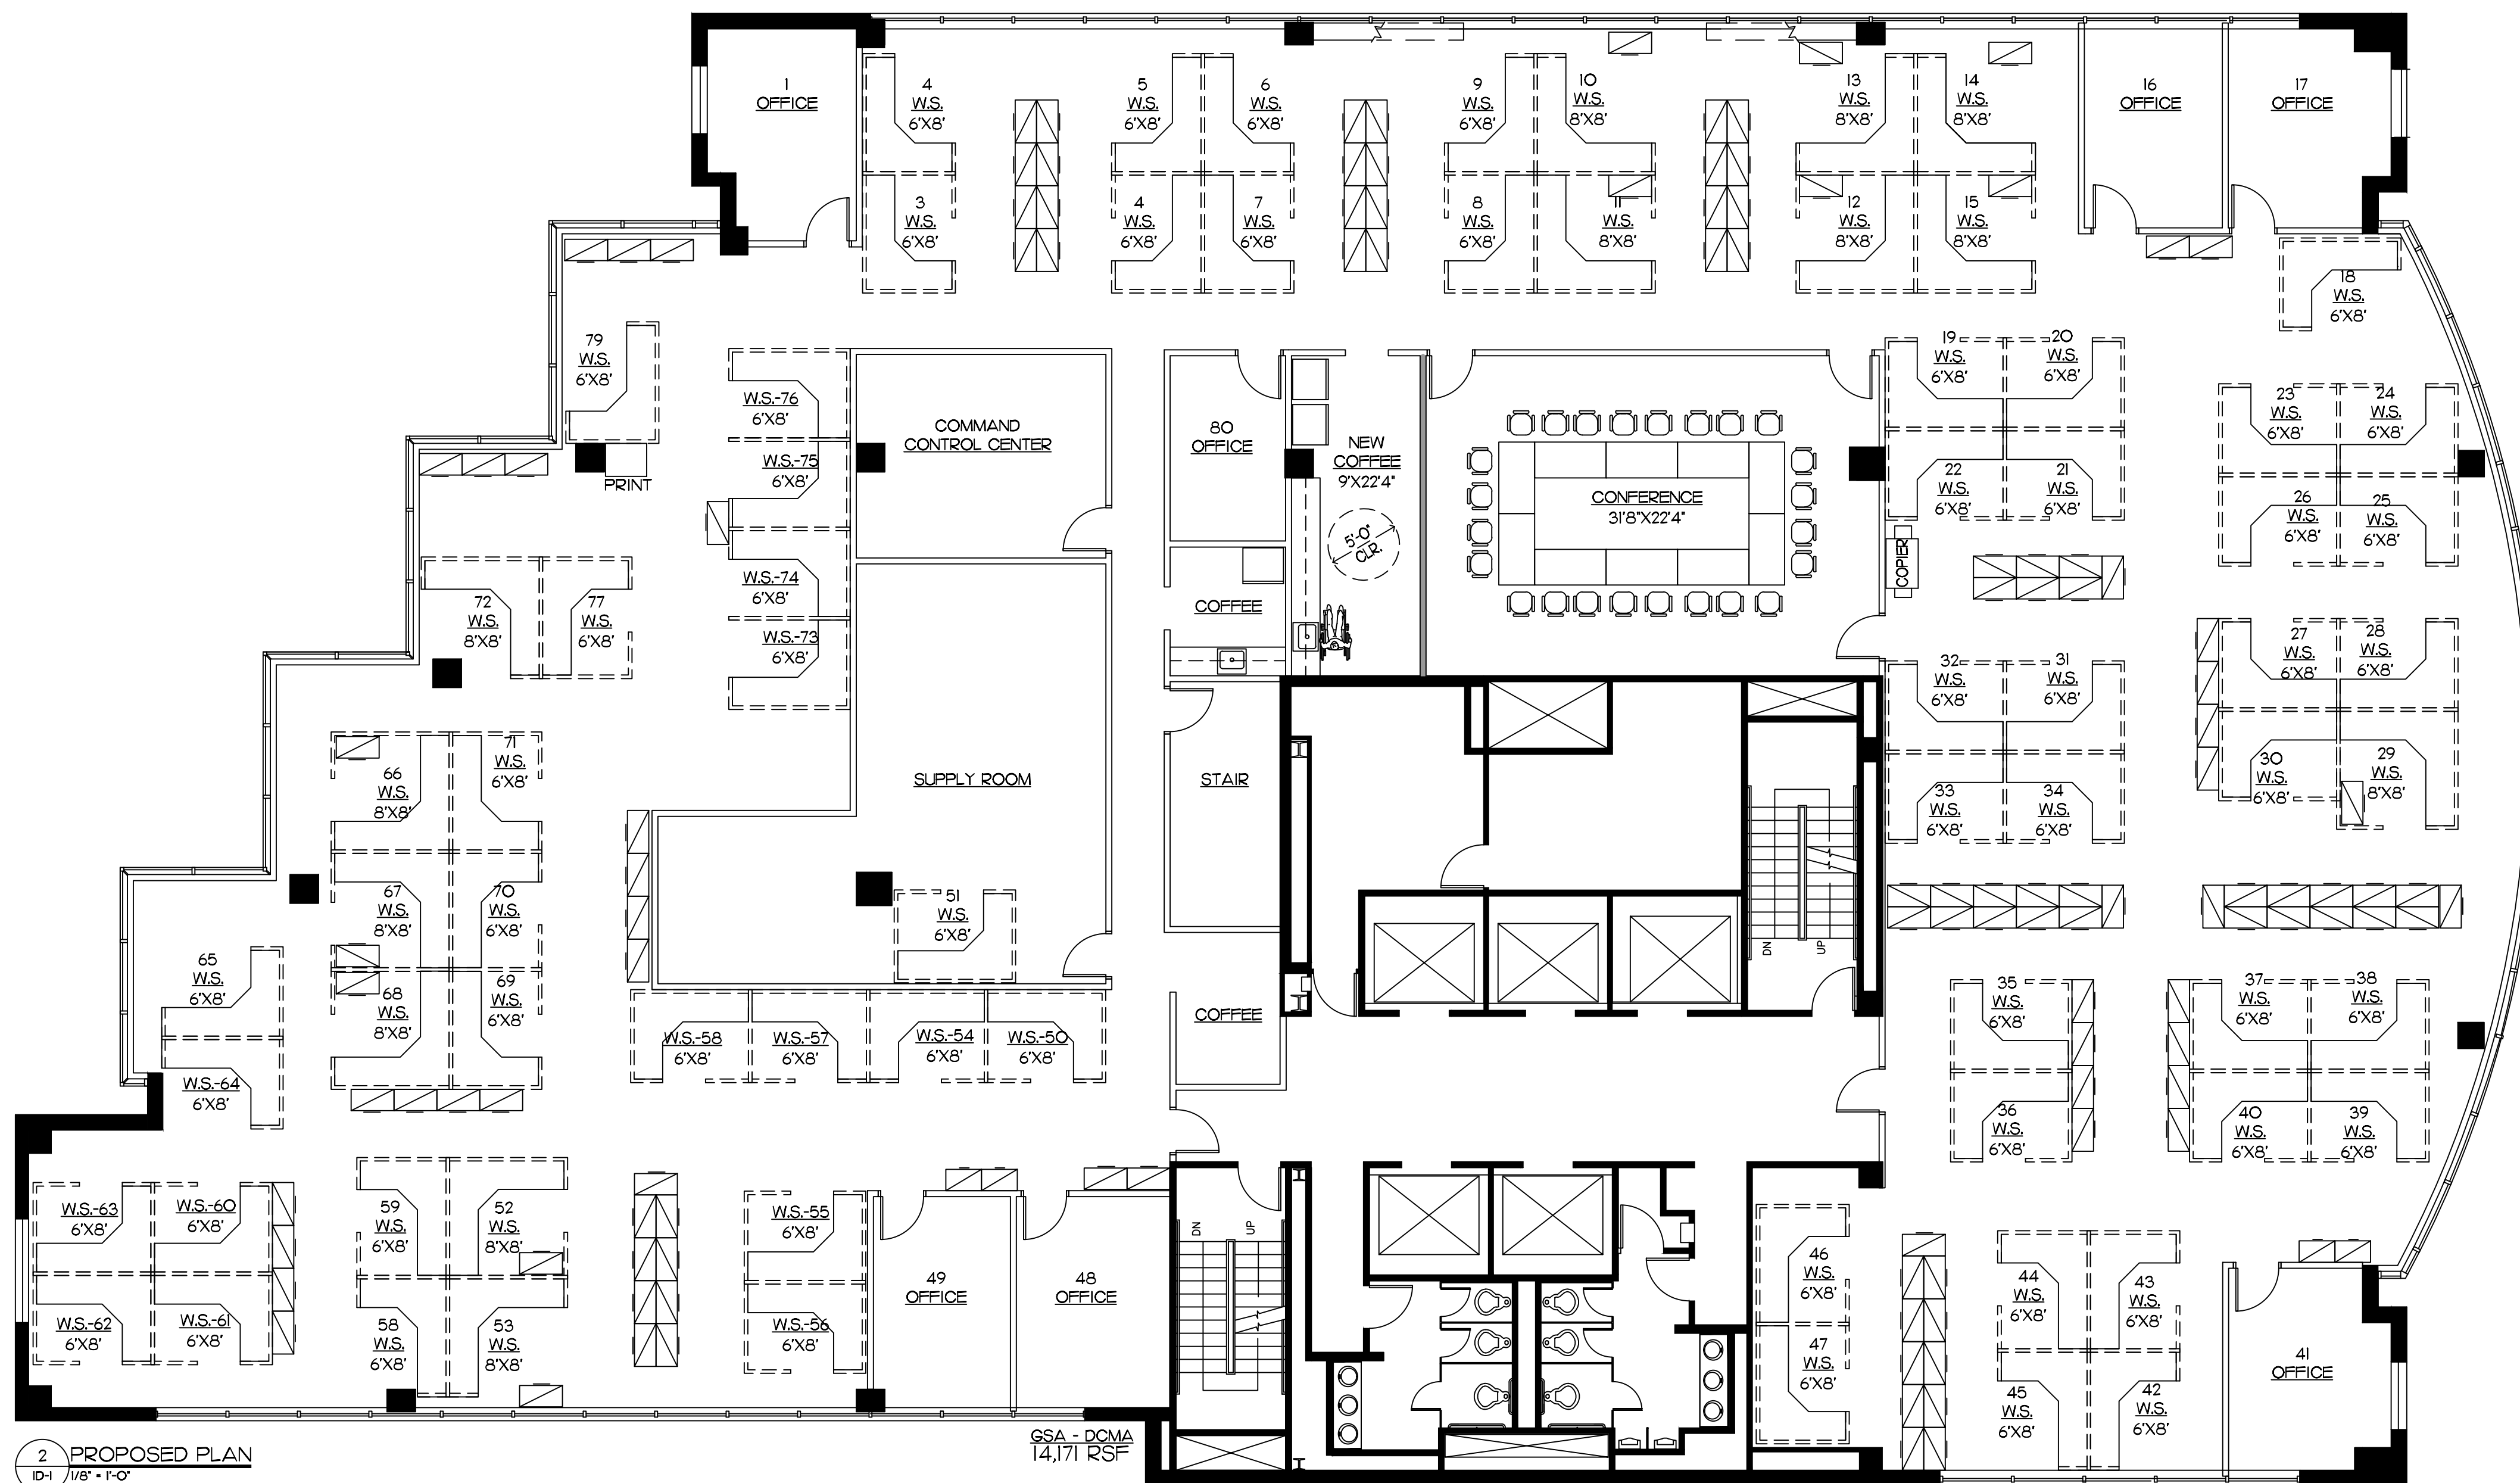 1
OFFICE
4
W.S.
6'X8'
5
W.S.
6'X8'
6
W.S.
6'X8'
9
W.S.
6'X8'
10
W.S.
8'X8'
13
W.S.
8'X8'
14
W.S.
8'X8'
16
OFFICE
17
OFFICE
3
W.S.
6'X8'
4
W.S.
6'X8'
7
W.S.
6'X8'
8
W.S.
6'X8'
11
W.S.
8'X8'
12
W.S.
8'X8'
15
W.S.
8'X8'
18
W.S.
6'X8'
79
W.S.
6'X8'
PRINT
W.S.-76
6'X8'
W.S.-75
6'X8'
W.S.-74
6'X8'
W.S.-73
6'X8'
COMMAND
CONTROL CENTER
80
OFFICE
NEW
COFFEE
9'X22'4"
5'-0"
CLR.
CONFERENCE
31'8"X22'4"
19
W.S.
6'X8'
20
W.S.
6'X8'
22
W.S.
6'X8'
21
W.S.
6'X8'
23
W.S.
6'X8'
24
W.S.
6'X8'
26
W.S.
6'X8'
25
W.S.
6'X8'
COPIER
72
W.S.
8'X8'
77
W.S.
6'X8'
COFFEE
27
W.S.
6'X8'
28
W.S.
6'X8'
30
W.S.
6'X8'
29
W.S.
8'X8'
32
W.S.
6'X8'
31
W.S.
6'X8'
33
W.S.
6'X8'
34
W.S.
6'X8'
66
W.S.
8'X8'
71
W.S.
6'X8'
SUPPLY ROOM
STAIR
67
W.S.
8'X8'
70
W.S.
6'X8'
51
W.S.
6'X8'
DN
UP
65
W.S.
6'X8'
68
W.S.
8'X8'
69
W.S.
6'X8'
W.S.-64
6'X8'
W.S.-58
6'X8'
W.S.-57
6'X8'
W.S.-54
6'X8'
W.S.-50
6'X8'
COFFEE
35
W.S.
6'X8'
37
W.S.
6'X8'
38
W.S.
6'X8'
36
W.S.
6'X8'
40
W.S.
6'X8'
39
W.S.
6'X8'
W.S.-63
6'X8'
W.S.-60
6'X8'
59
W.S.
6'X8'
52
W.S.
8'X8'
W.S.-55
6'X8'
49
OFFICE
48
OFFICE
DN
UP
46
W.S.
6'X8'
44
W.S.
6'X8'
43
W.S.
6'X8'
W.S.-62
6'X8'
W.S.-61
6'X8'
58
W.S.
6'X8'
53
W.S.
8'X8'
W.S.-56
6'X8'
47
W.S.
6'X8'
45
W.S.
6'X8'
42
W.S.
6'X8'
41
OFFICE
GSA - DCMA
14,171 RSF
2
ID-1
PROPOSED PLAN
1/8" = 1'-0"